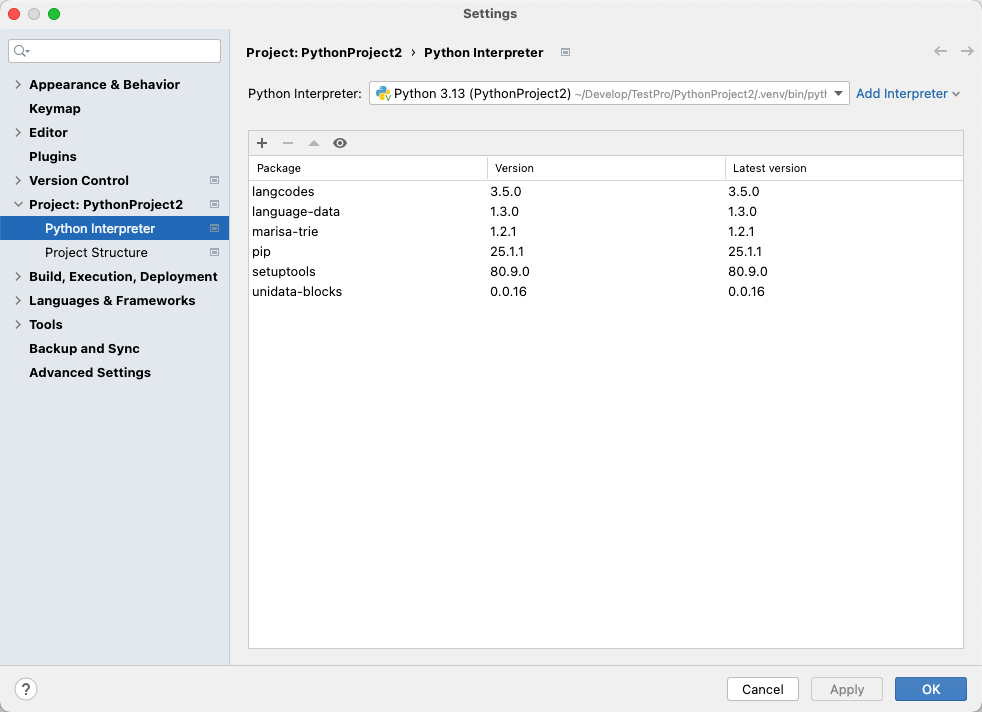 Settings
Appearance & Behavior
Keymap
Editor
Plugins
Version Control
Project: PythonProject2
Python Interpreter
Project Structure
Build, Execution, Deployment
Languages & Frameworks
Tools
Backup and Sync
Advanced Settings
Project: PythonProject2 › Python Interpreter
Python Interpreter: Python 3.13 (PythonProject2) ~/Develop/TestPro/PythonProject2/.venv/bin/pyt Add Interpreter
Package Version Latest version
langcodes 3.5.0 3.5.0
language-data 1.3.0 1.3.0
marisa-trie 1.2.1 1.2.1
pip 25.1.1 25.1.1
setuptools 80.9.0 80.9.0
unidata-blocks 0.0.16 0.0.16
? Cancel Apply OK